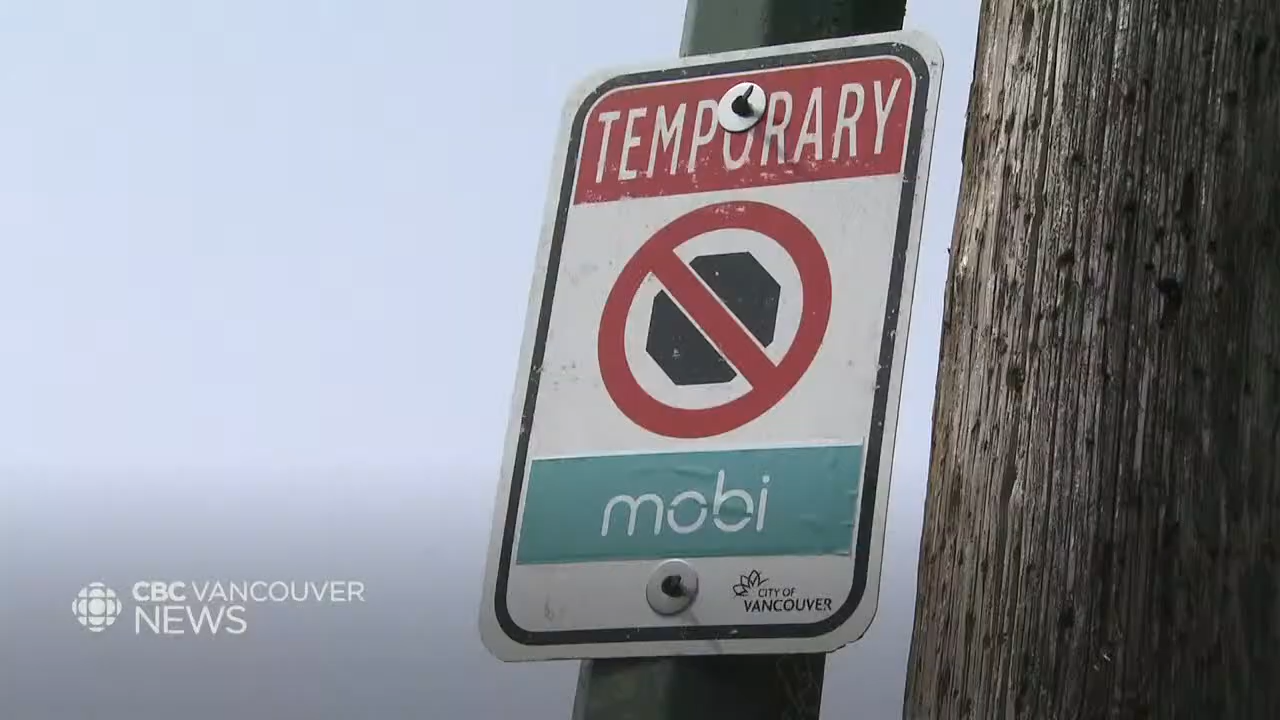 TEMPORARY
mobi
CITY OF
VANCOUVER
CBC VANCOUVER
NEWS